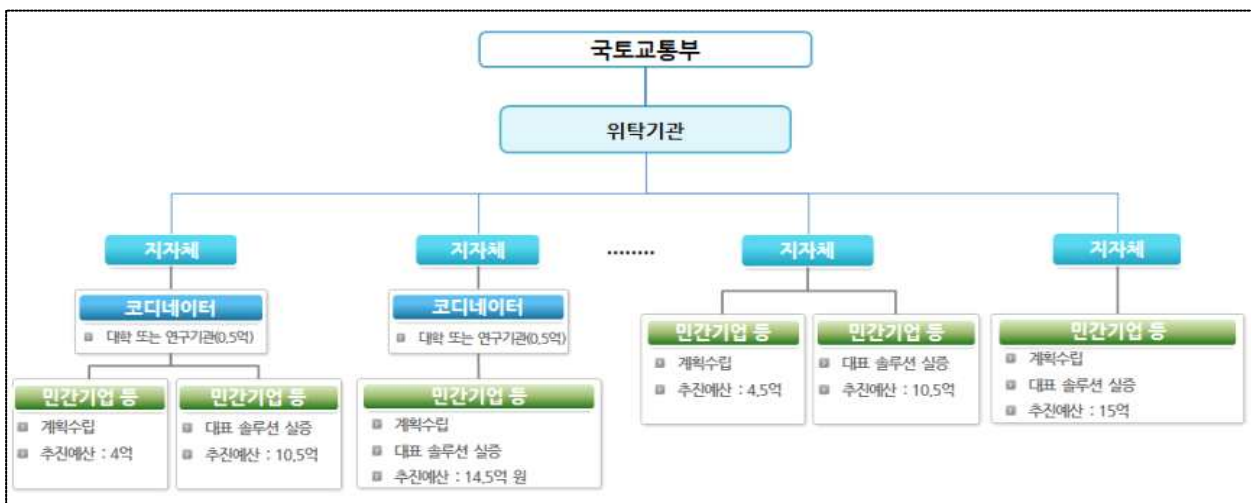 국토교통부
위탁기관
지자체
지자체
........
지자체
지자체
코디네이터
대학 또는 연구기관(0.5억)
코디네이터
대학 또는 연구기관(0.5억)
민간기업 등
계획수립
추진예산 : 4억
민간기업 등
대표 솔루션 실증
추진예산 : 10.5억
민간기업 등
계획수립
대표 솔루션 실증
추진예산 : 14.5억 원
민간기업 등
계획수립
추진예산 : 4.5억
민간기업 등
대표 솔루션 실증
추진예산 : 10.5억
민간기업 등
계획수립
대표 솔루션 실증
추진예산 : 15억